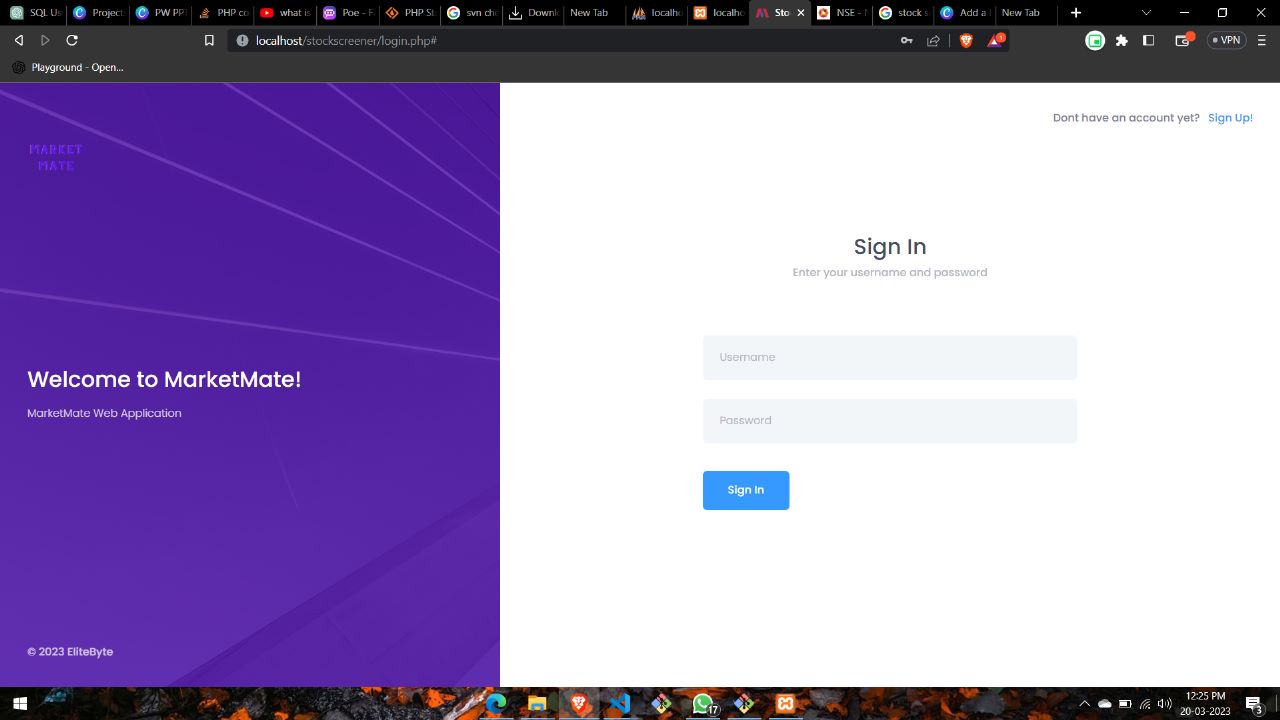 SQL Us
Project
PW PPT
PHP co
what is
Poe - F
PHP St
svn che
Downl
New Tab
localho
localho
Sto
NSE - N
stock s
Add a l
New Tab
localhost/stockscreener/login.php#
1
VPN
Playground - Open...
Dont have an account yet? Sign Up!
MARKET
MATE
Sign In
Enter your username and password
Username
Welcome to MarketMate!
MarketMate Web Application
Password
Sign In
© 2023 EliteByte
17
12:25 PM
20-03-2023
3